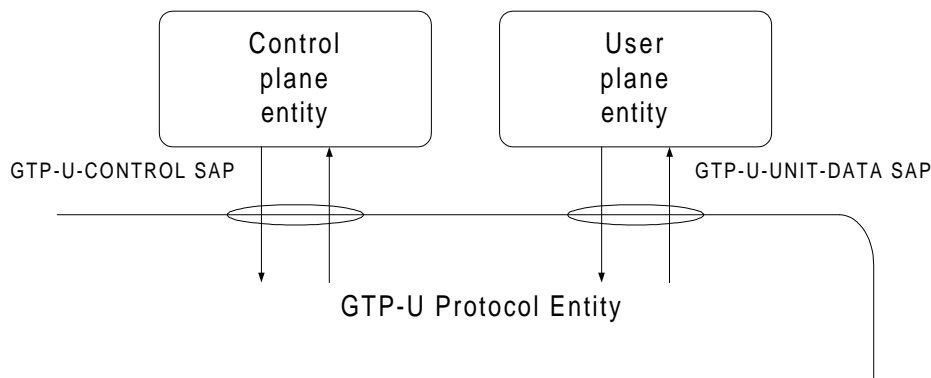 Control
plane
entity
User
plane
entity
GTP-U-CONTROL SAP
GTP-U-UNIT-DATA SAP
GTP-U Protocol Entity